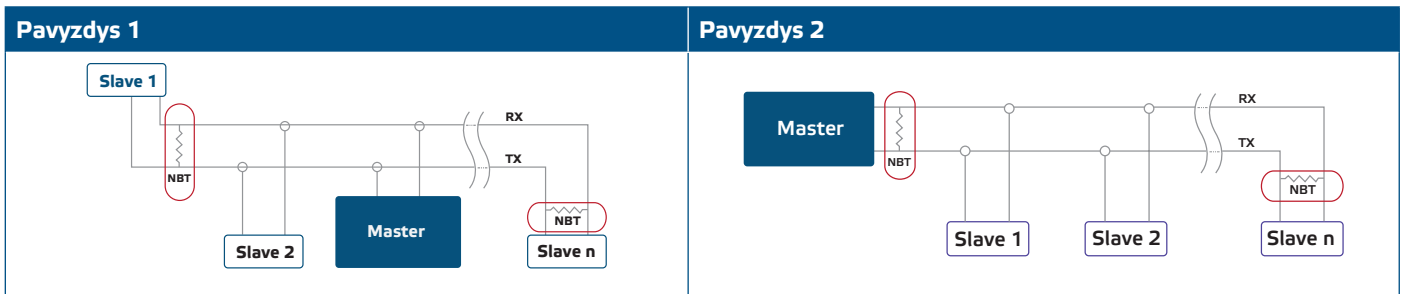 Pavyzdys 1
Slave 1
RX
TX
NBT
NBT
Master
Slave 2
Slave n
Pavyzdys 2
RX
Master
TX
NBT
NBT
Slave 1
Slave 2
Slave n